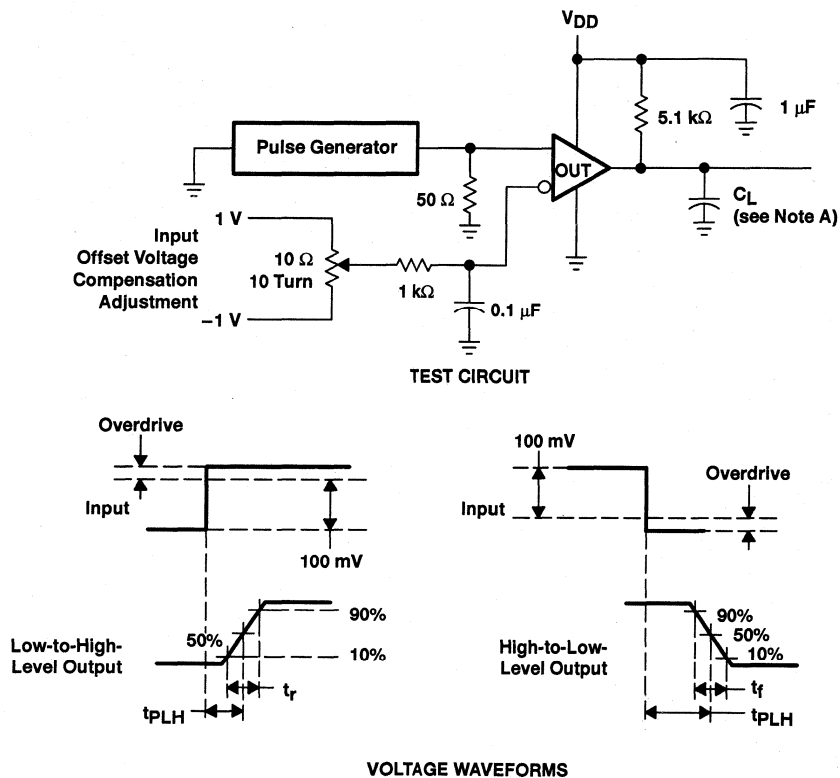 VDD
5.1 kΩ
1 µF
Pulse Generator
OUT
50 Ω
CL
(see Note A)
1 V
Input
Offset Voltage
Compensation
Adjustment
10 Ω
10 Turn
1 kΩ
0.1 µF
−1 V
TEST CIRCUIT
Overdrive
Input
100 mV
100 mV
Overdrive
Input
Low-to-High-
Level Output
50%
90%
10%
tr
tPLH
High-to-Low-
Level Output
90%
50%
10%
tf
tPLH
VOLTAGE WAVEFORMS